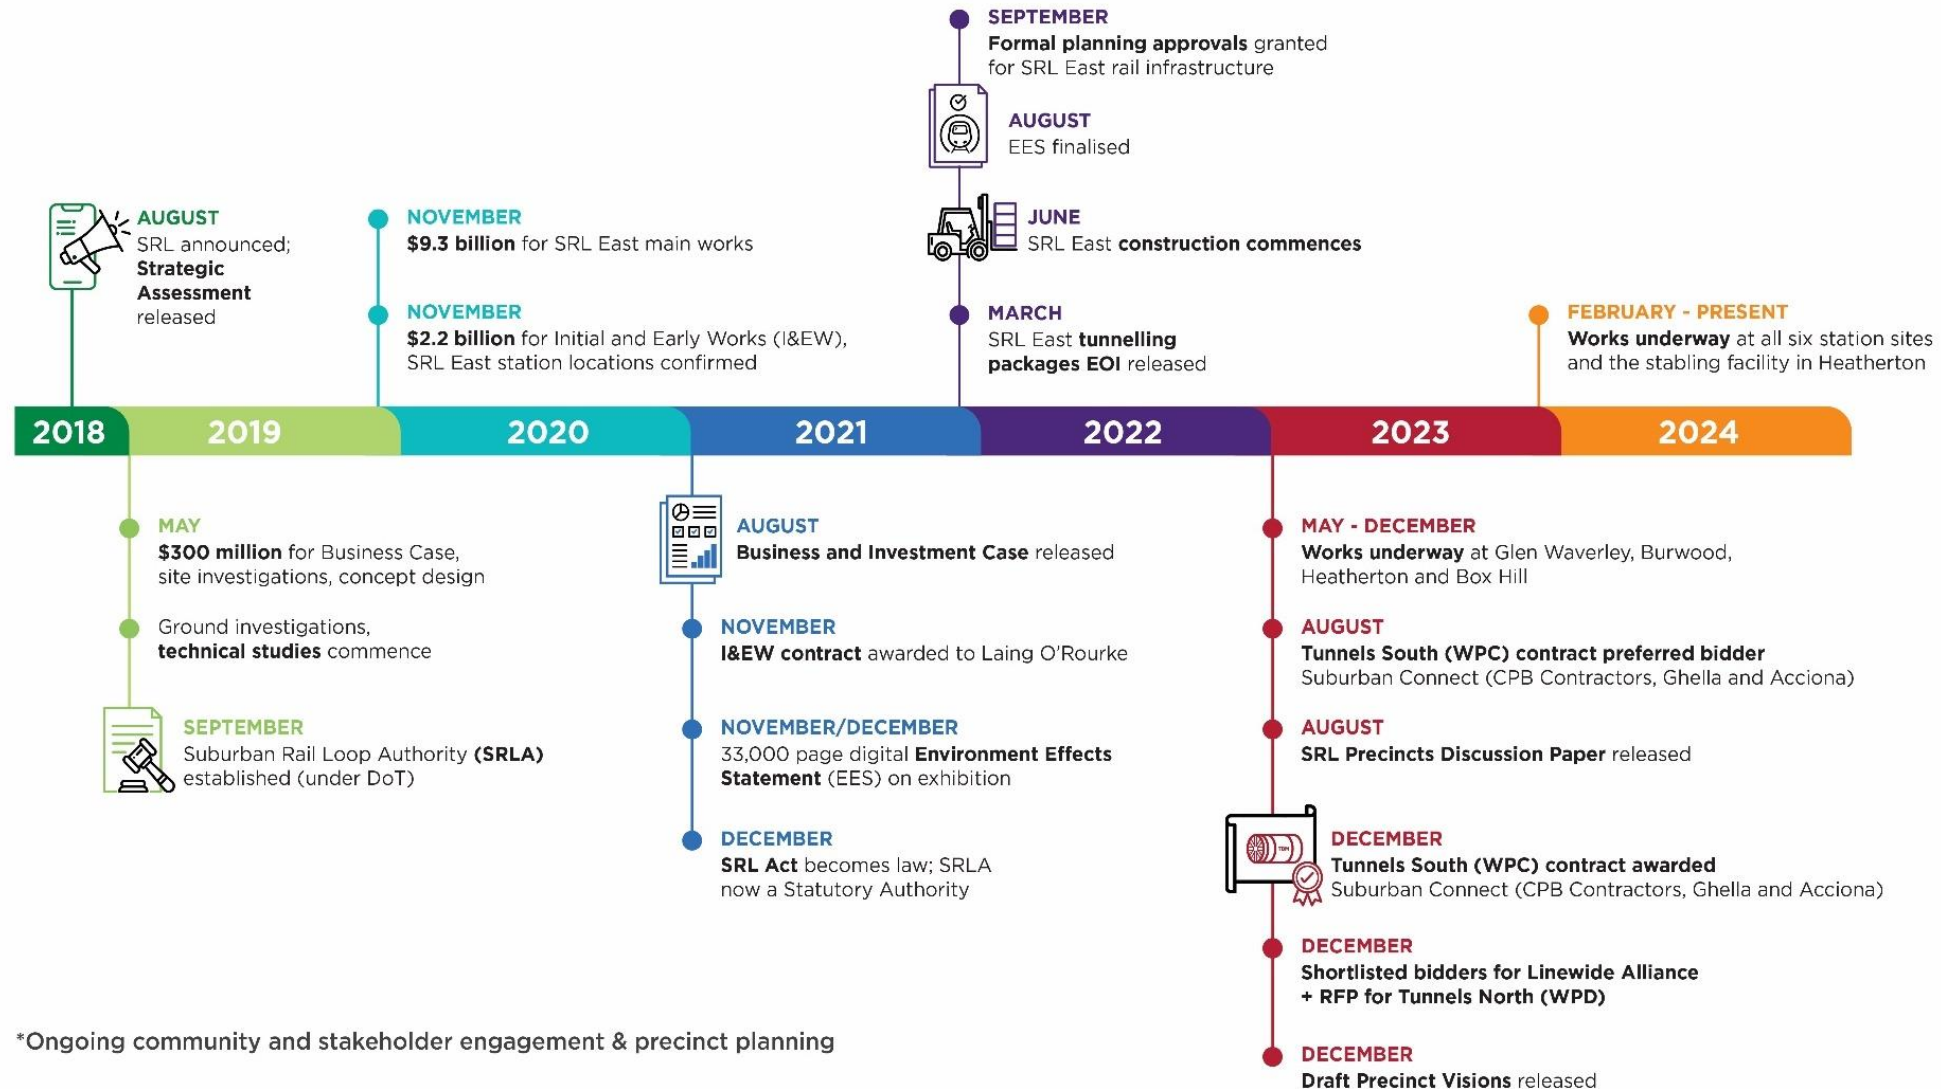 SEPTEMBER
Formal planning approvals granted
for SRL East rail infrastructure
AUGUST
EES finalised
AUGUST
SRL announced;
Strategic
Assessment
released
NOVEMBER
$9.3 billion for SRL East main works
NOVEMBER
$2.2 billion for Initial and Early Works (I&EW),
SRL East station locations confirmed
JUNE
SRL East construction commences
MARCH
SRL East tunnelling
packages EOI released
FEBRUARY - PRESENT
Works underway at all six station sites
and the stabling facility in Heatherton
2018
2019
2020
2021
2022
2023
2024
MAY
$300 million for Business Case,
site investigations, concept design
Ground investigations,
technical studies commence
SEPTEMBER
Suburban Rail Loop Authority (SRLA)
established (under DoT)
AUGUST
Business and Investment Case released
NOVEMBER
I&EW contract awarded to Laing O'Rourke
NOVEMBER/DECEMBER
33,000 page digital Environment Effects
Statement (EES) on exhibition
DECEMBER
SRL Act becomes law; SRLA
now a Statutory Authority
MAY - DECEMBER
Works underway at Glen Waverley, Burwood,
Heatherton and Box Hill
AUGUST
Tunnels South (WPC) contract preferred bidder
Suburban Connect (CPB Contractors, Ghella and Acciona)
AUGUST
SRL Precincts Discussion Paper released
TBM
DECEMBER
Tunnels South (WPC) contract awarded
Suburban Connect (CPB Contractors, Ghella and Acciona)
DECEMBER
Shortlisted bidders for Linewide Alliance
+ RFP for Tunnels North (WPD)
DECEMBER
Draft Precinct Visions released
*Ongoing community and stakeholder engagement & precinct planning